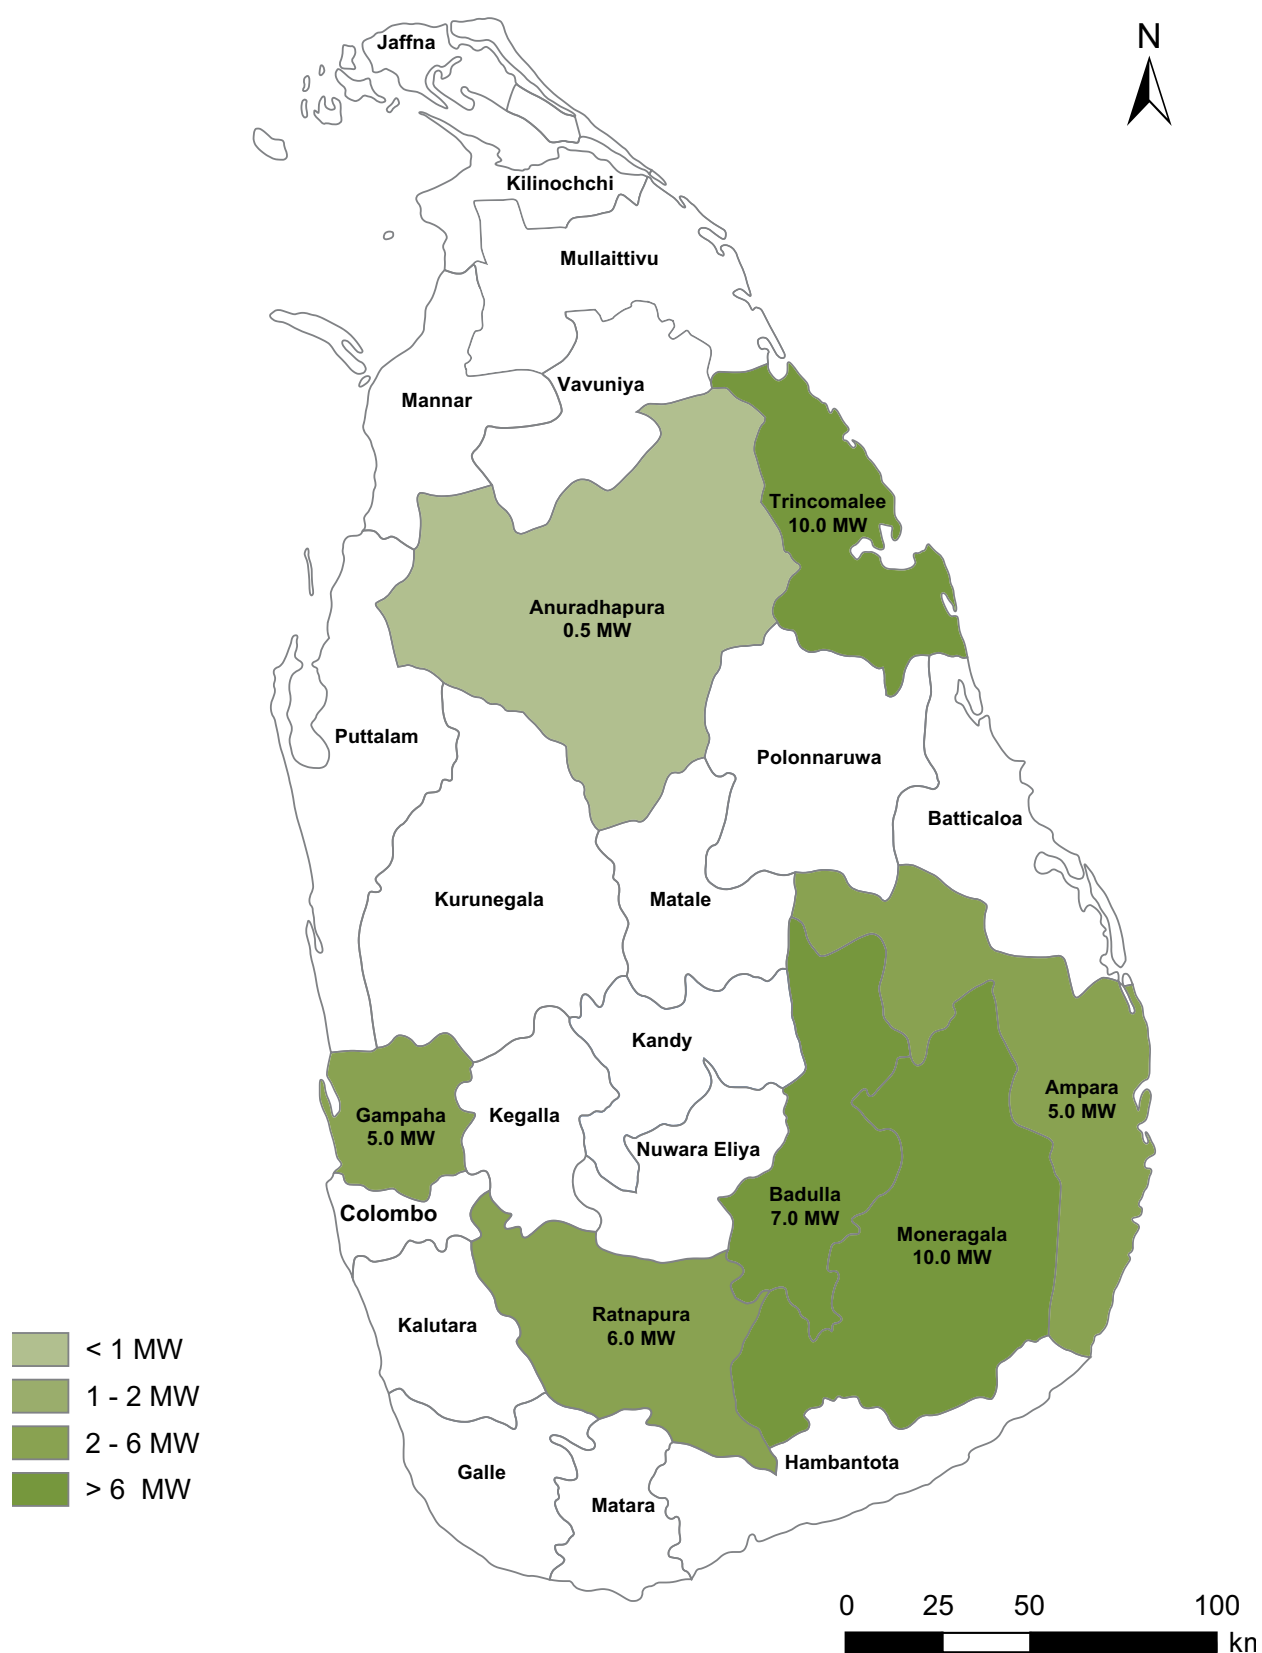 N
Jaffna
Kilinochchi
Mullaittivu
Vavuniya
Mannar
Trincomalee
10.0 MW
Anuradhapura
0.5 MW
Puttalam
Polonnaruwa
Batticaloa
Kurunegala
Matale
Kandy
Ampara
5.0 MW
Gampaha
5.0 MW
Kegalla
Nuwara Eliya
Badulla
7.0 MW
Colombo
Moneragala
10.0 MW
Ratnapura
6.0 MW
Kalutara
< 1 MW
1 - 2 MW
2 - 6 MW
> 6 MW
Hambantota
Galle
Matara
0 25 50 100
km